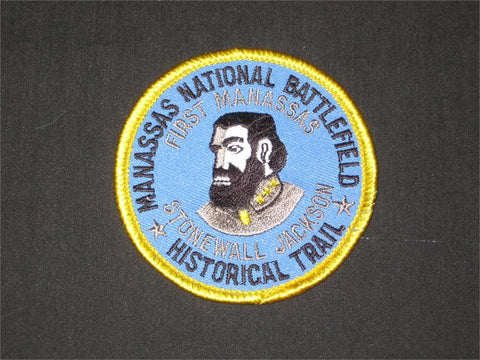 MANASSAS NATIONAL BATTLEFIELD
FIRST MANASSAS
STONEWALL JACKSON
HISTORICAL TRAIL